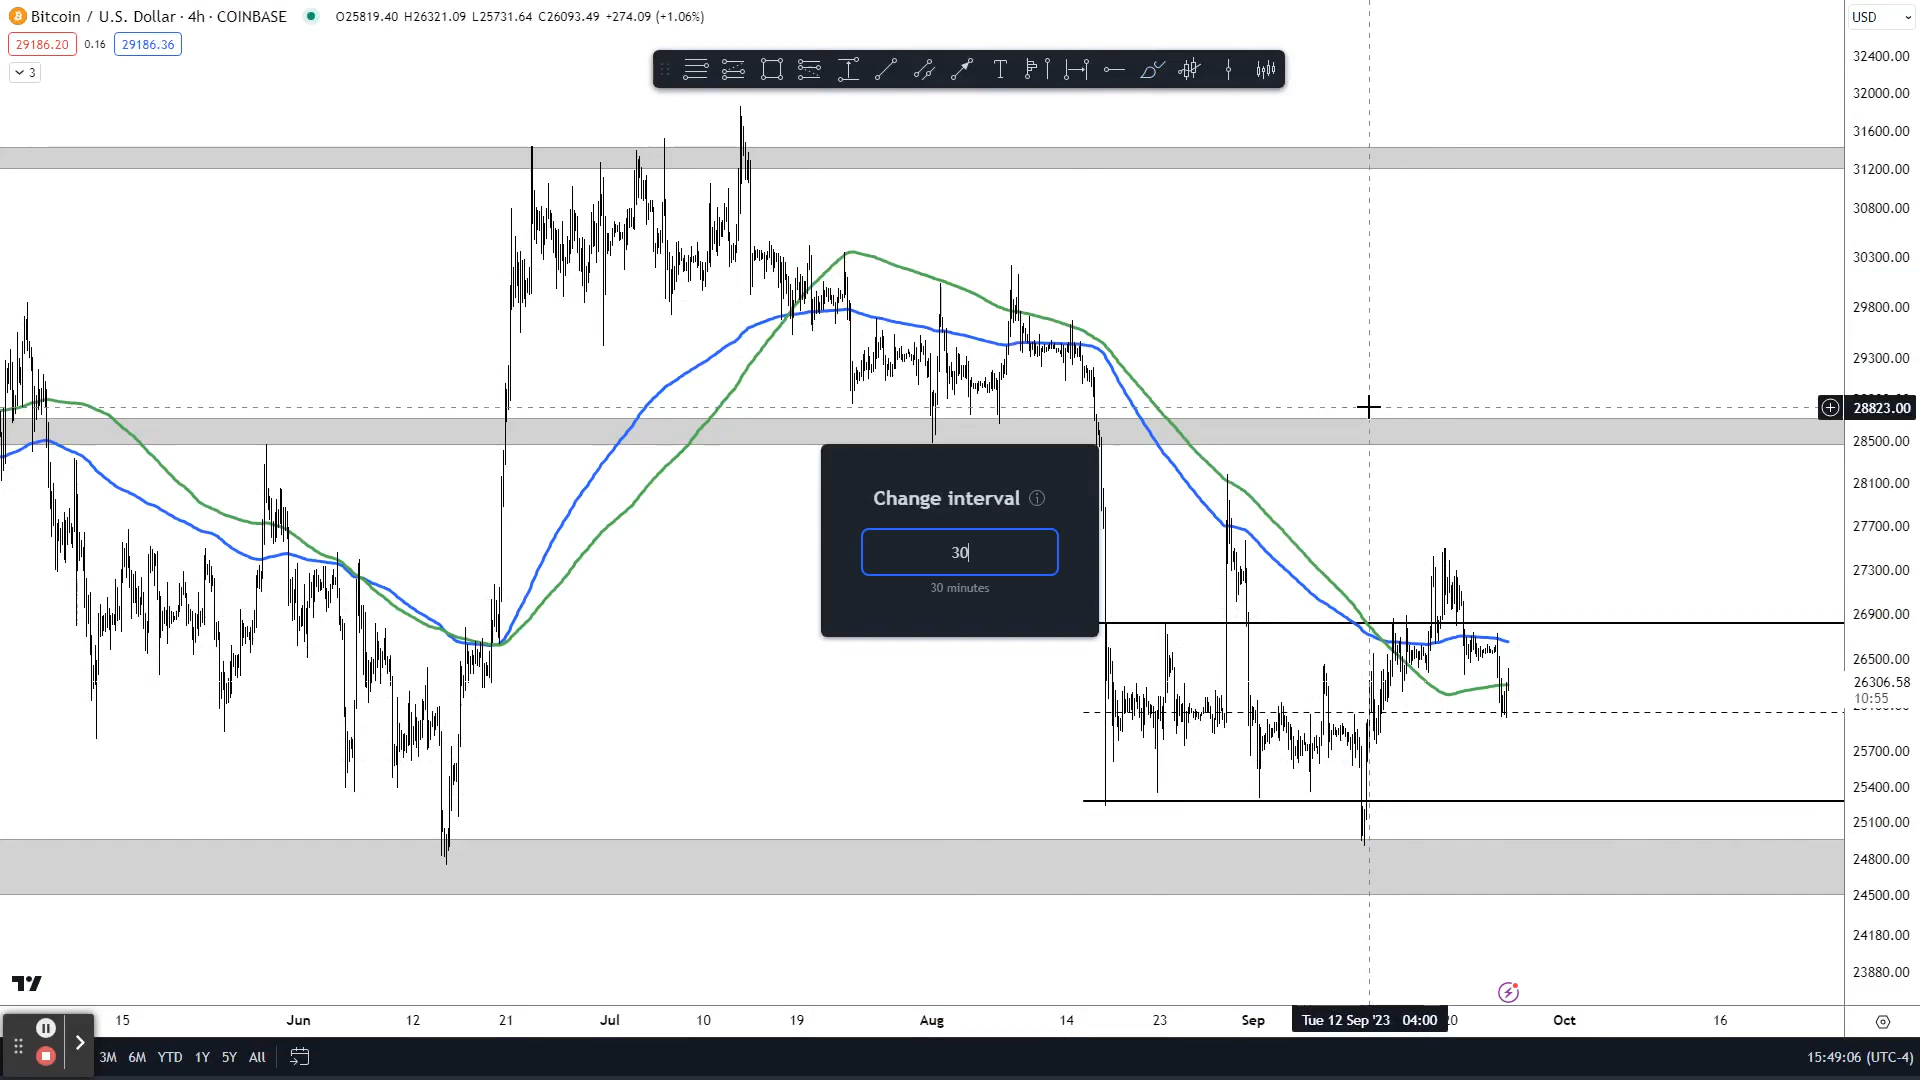 Bitcoin / U.S. Dollar · 4h · COINBASE
O25819.40 H26321.09 L25731.64 C26093.49 +274.09 (+1.06%)
USD
29186.20
0.16
29186.36
3
32400.00
32000.00
31600.00
31200.00
30800.00
30300.00
29800.00
29300.00
28823.00
28500.00
28100.00
27700.00
27300.00
26900.00
26500.00
26306.58
10:55
25700.00
25400.00
25100.00
24800.00
24500.00
24180.00
23880.00
Change interval
30
30 minutes
15
Jun
12
21
Jul
10
19
Aug
14
23
Sep
Tue 12 Sep '23 04:00
20
Oct
16
3M
6M
YTD
1Y
5Y
All
15:49:06 (UTC-4)